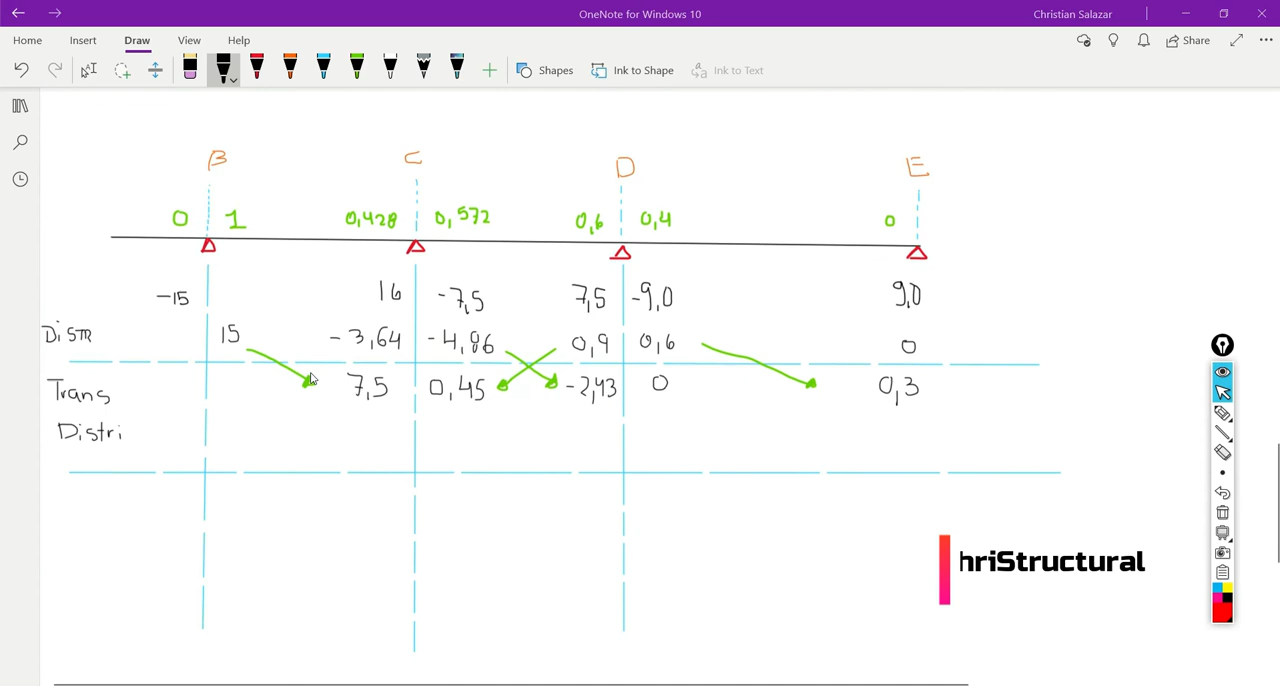 OneNote for Windows 10
Christian Salazar
Home Insert Draw View Help
Share
Shapes Ink to Shape Ink to Text
B C D E
0 1 0,428 0,572 0,6 0,4 0
-15 16 -7,5 7,5 -9,0 9,0
Distr 15 -3,64 -4,86 0,9 0,6 0
Trans 7,5 0,45 -2,43 0 0,3
Distri
hriStructural